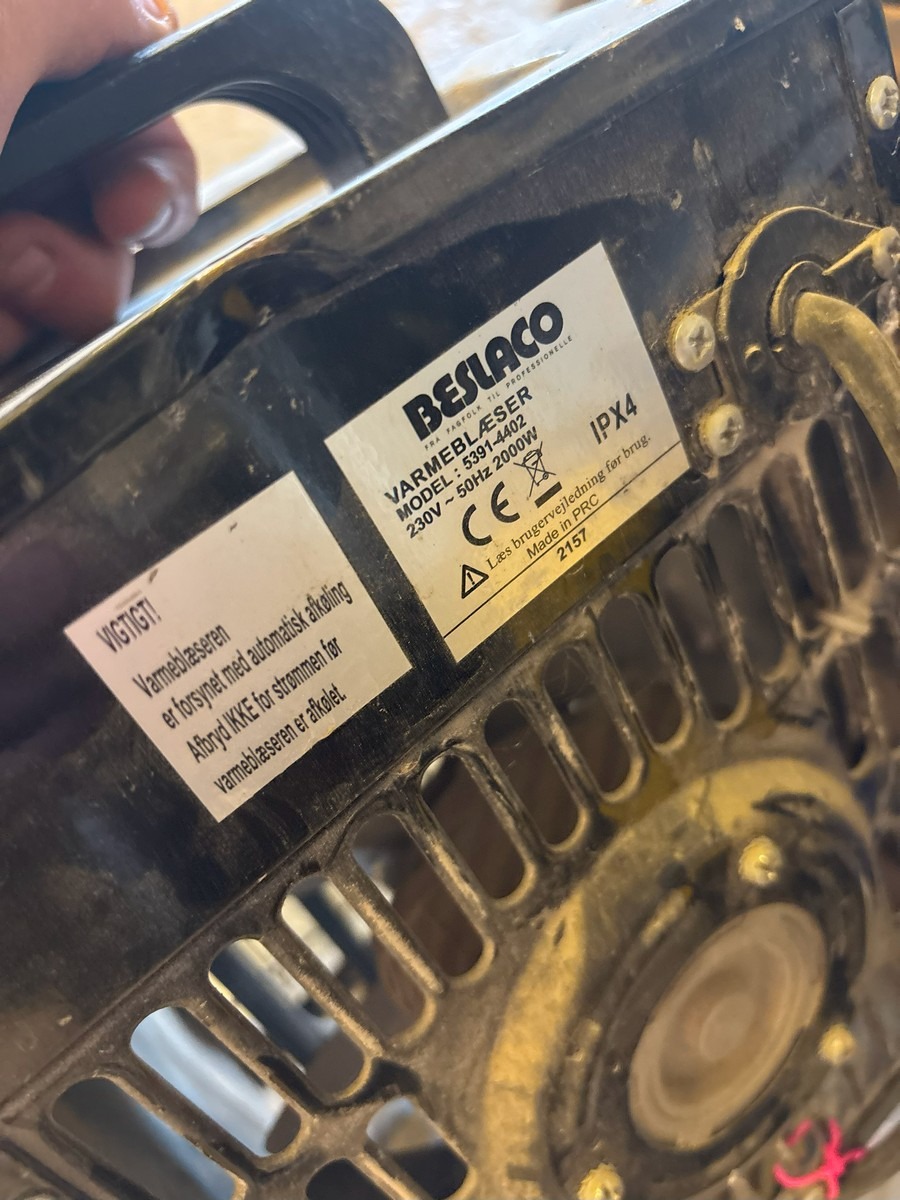 BESLACO
FRA FAGFOLK TIL PROFESSIONELLE
VARMEBLÆSER
MODEL : 5391-4402
230V ~ 50Hz 2000W
IPX4
CE
Læs brugervejledning før brug.
Made in PRC
2157
VIGTIGT!
Varmeblæseren
er forsynet med automatisk afkøling
Afbryd IKKE for strømmen før
varmeblæseren er afkølet.